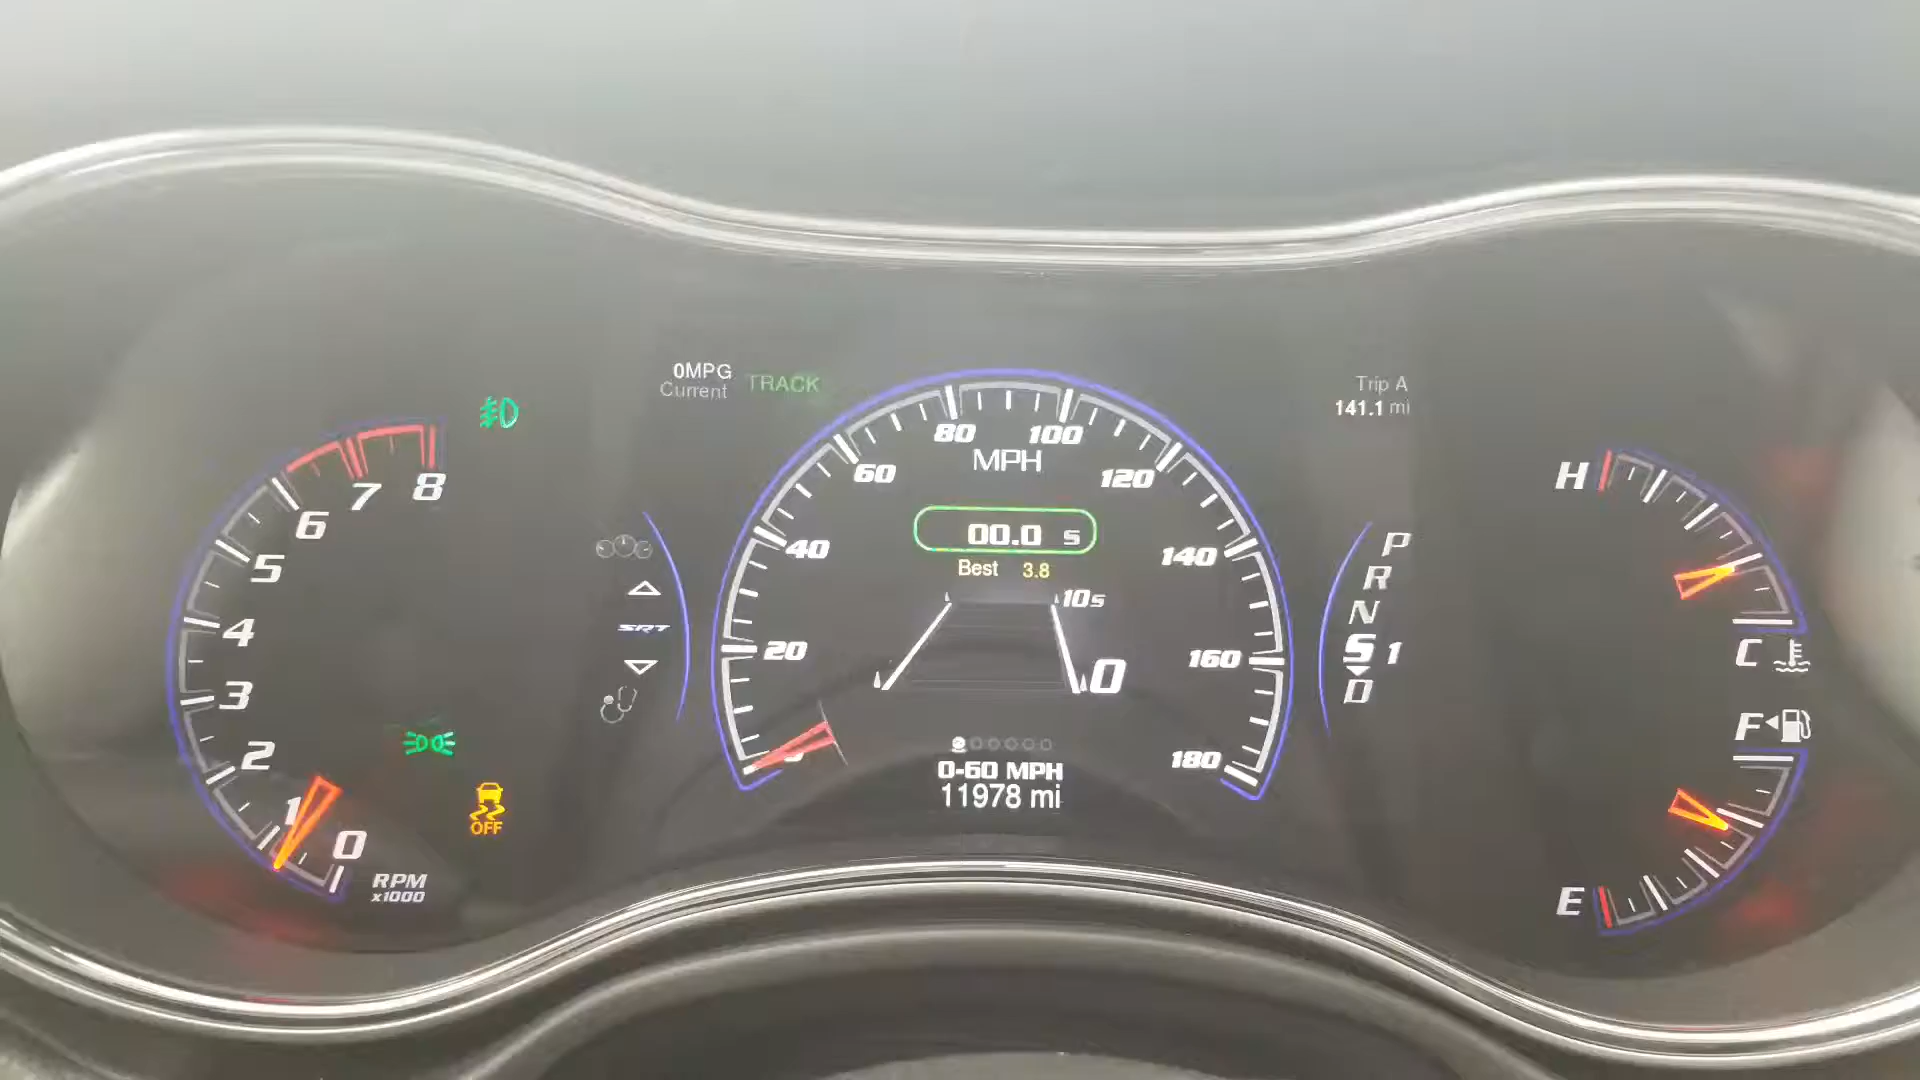 0MPG
Current
TRACK
Trip A
141.1 mi
8
7
6
5
4
3
2
1
0
RPM
x1000
OFF
SRT
MPH
20
40
60
80
100
120
140
160
180
00.0 s
Best 3.8
10s
0
0-60 MPH
11978 mi
P
R
N
S 1
D
H
C
F
E